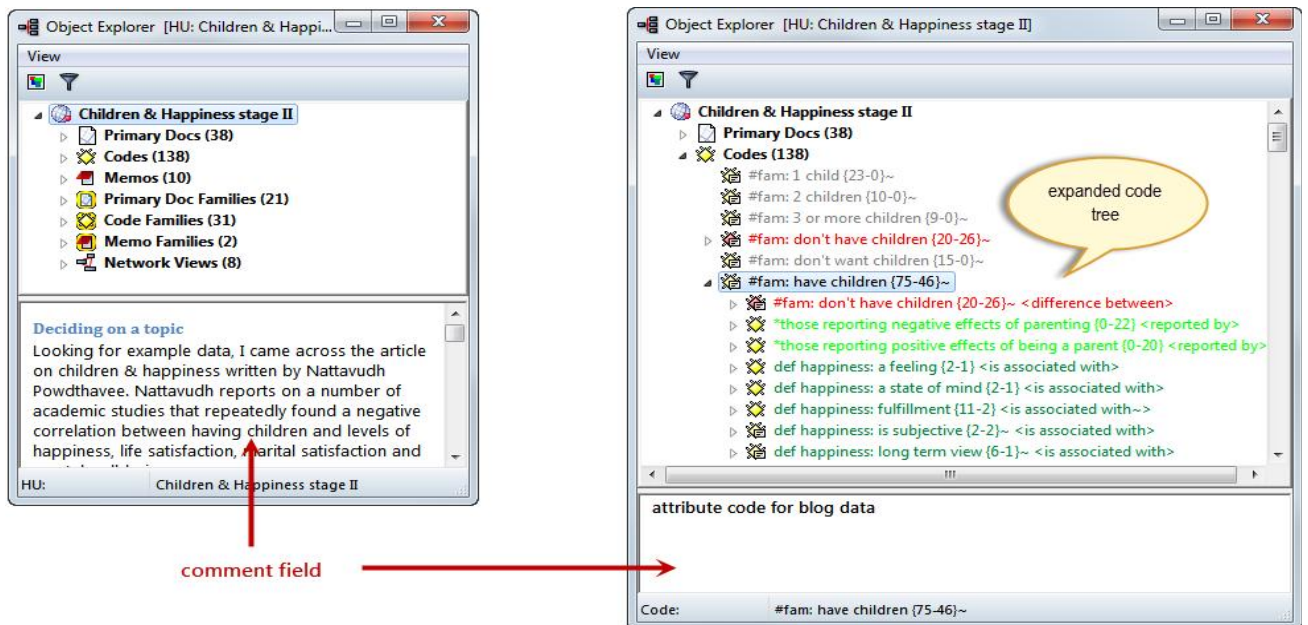 Object Explorer [HU: Children & Happi...
View
Children & Happiness stage II
Primary Docs (38)
Codes (138)
Memos (10)
Primary Doc Families (21)
Code Families (31)
Memo Families (2)
Network Views (8)
Deciding on a topic
Looking for example data, I came across the article
on children & happiness written by Nattavudh
Powdthavee. Nattavudh reports on a number of
academic studies that repeatedly found a negative
correlation between having children and levels of
happiness, life satisfaction, marital satisfaction and
HU: Children & Happiness stage II
comment field
Object Explorer [HU: Children & Happiness stage II]
View
Children & Happiness stage II
Primary Docs (38)
Codes (138)
#fam: 1 child {23-0}~
#fam: 2 children {10-0}~
#fam: 3 or more children {9-0}~
#fam: don't have children {20-26}~
#fam: don't want children {15-0}~
#fam: have children {75-46}~
#fam: don't have children {20-26}~ <difference between>
*those reporting negative effects of parenting {0-22} <reported by>
*those reporting positive effects of being a parent {0-20} <reported by>
def happiness: a feeling {2-1} <is associated with>
def happiness: a state of mind {2-1} <is associated with>
def happiness: fulfillment {11-2} <is associated with~>
def happiness: is subjective {2-2}~ <is associated with>
def happiness: long term view {6-1}~ <is associated with>
expanded code
tree
attribute code for blog data
Code: #fam: have children {75-46}~